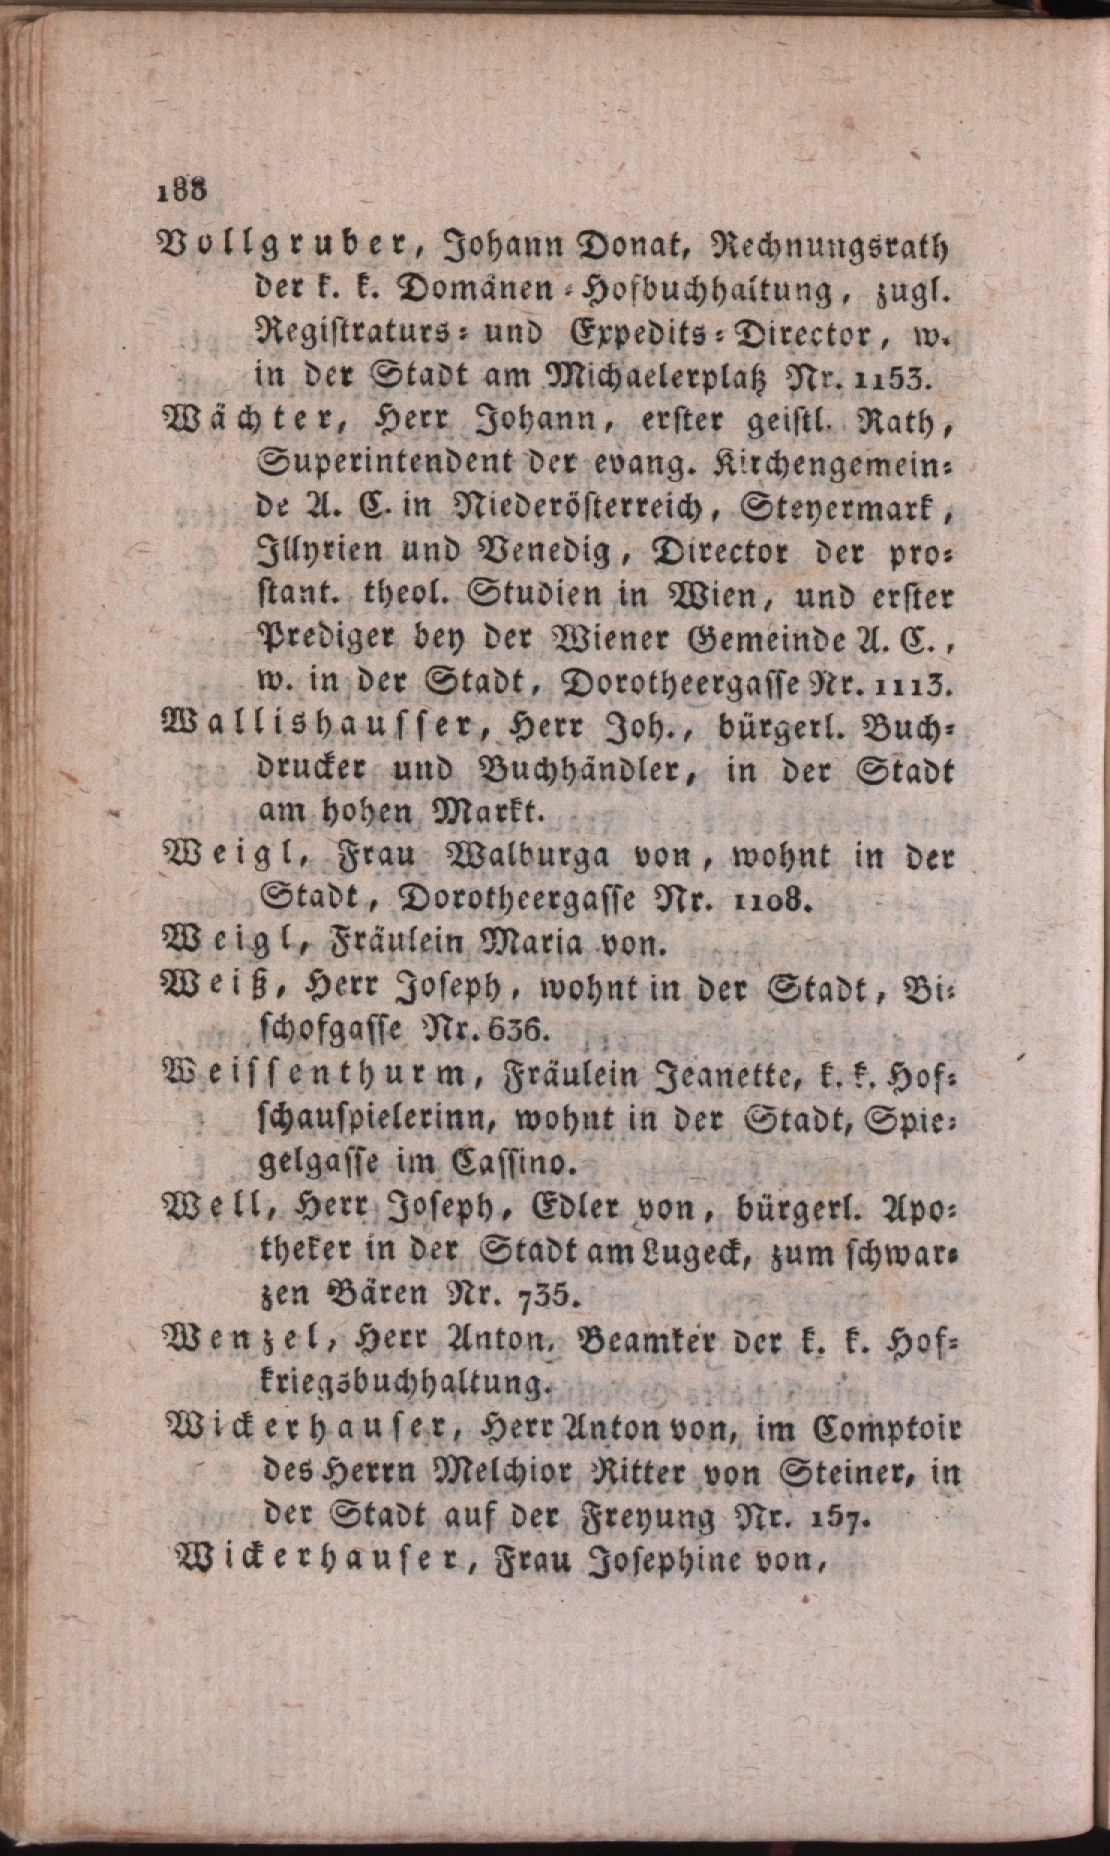 188
Vollgruber, Johann Donat, Rechnungsrath
der k. k. Domänen-Hofbuchhaltung, zugl.
Registraturs- und Expedits-Director, w.
in der Stadt am Michaelerplatz Nr. 1153.
Wächter, Herr Johann, erster geistl. Rath,
Superintendent der evang. Kirchengemein-
de A. C. in Niederösterreich, Steyermark,
Illyrien und Venedig, Director der pro-
stant. theol. Studien in Wien, und erster
Prediger bey der Wiener Gemeinde A. C.,
w. in der Stadt, Dorotheergasse Nr. 1113.
Wallishausser, Herr Joh., bürgerl. Buch-
drucker und Buchhändler, in der Stadt
am hohen Markt.
Weigl, Frau Walburga von, wohnt in der
Stadt, Dorotheergasse Nr. 1108.
Weigl, Fräulein Maria von.
Weiß, Herr Joseph, wohnt in der Stadt, Bi-
schofgasse Nr. 636.
Weissenthurm, Fräulein Jeanette, k. k. Hof-
schauspielerinn, wohnt in der Stadt, Spie-
gelgasse im Cassino.
Well, Herr Joseph, Edler von, bürgerl. Apo-
theker in der Stadt am Lugeck, zum schwar-
zen Bären Nr. 735.
Wenzel, Herr Anton, Beamter der k. k. Hof-
kriegsbuchhaltung.
Wickerhauser, Herr Anton von, im Comptoir
des Herrn Melchior Ritter von Steiner, in
der Stadt auf der Freyung Nr. 157.
Wickerhauser, Frau Josephine von,